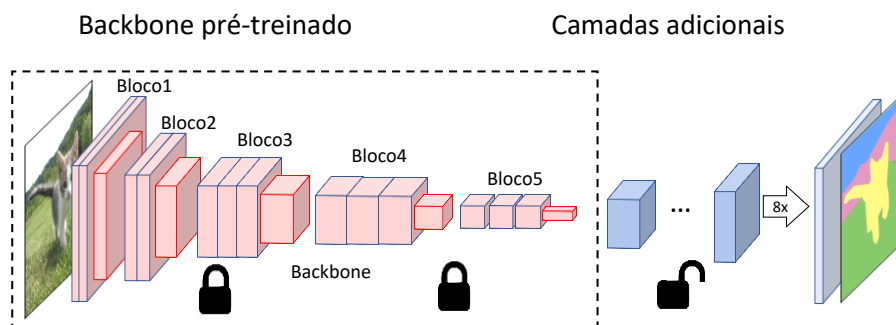 Backbone pré-treinado
Camadas adicionais
Bloco1
Bloco2
Bloco3
Bloco4
Bloco5
...
8x
Backbone